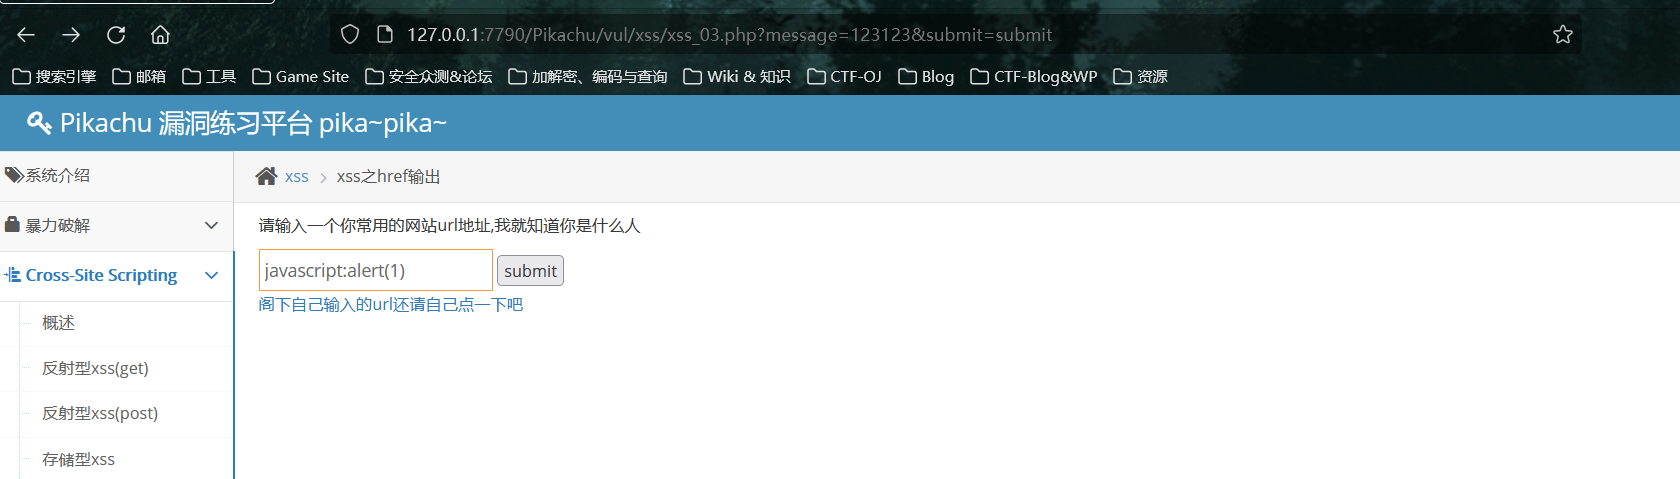 127.0.0.1:7790/Pikachu/vul/xss/xss_03.php?message=123123&submit=submit
搜索引擎 邮箱 工具 Game Site 安全众测&论坛 加解密、编码与查询 Wiki & 知识 CTF-OJ Blog CTF-Blog&WP 资源
Pikachu 漏洞练习平台 pika~pika~
系统介绍
xss > xss之href输出
暴力破解
请输入一个你常用的网站url地址,我就知道你是什么人
Cross-Site Scripting
javascript:alert(1) submit
阁下自己输入的url还请自己点一下吧
概述
反射型xss(get)
反射型xss(post)
存储型xss